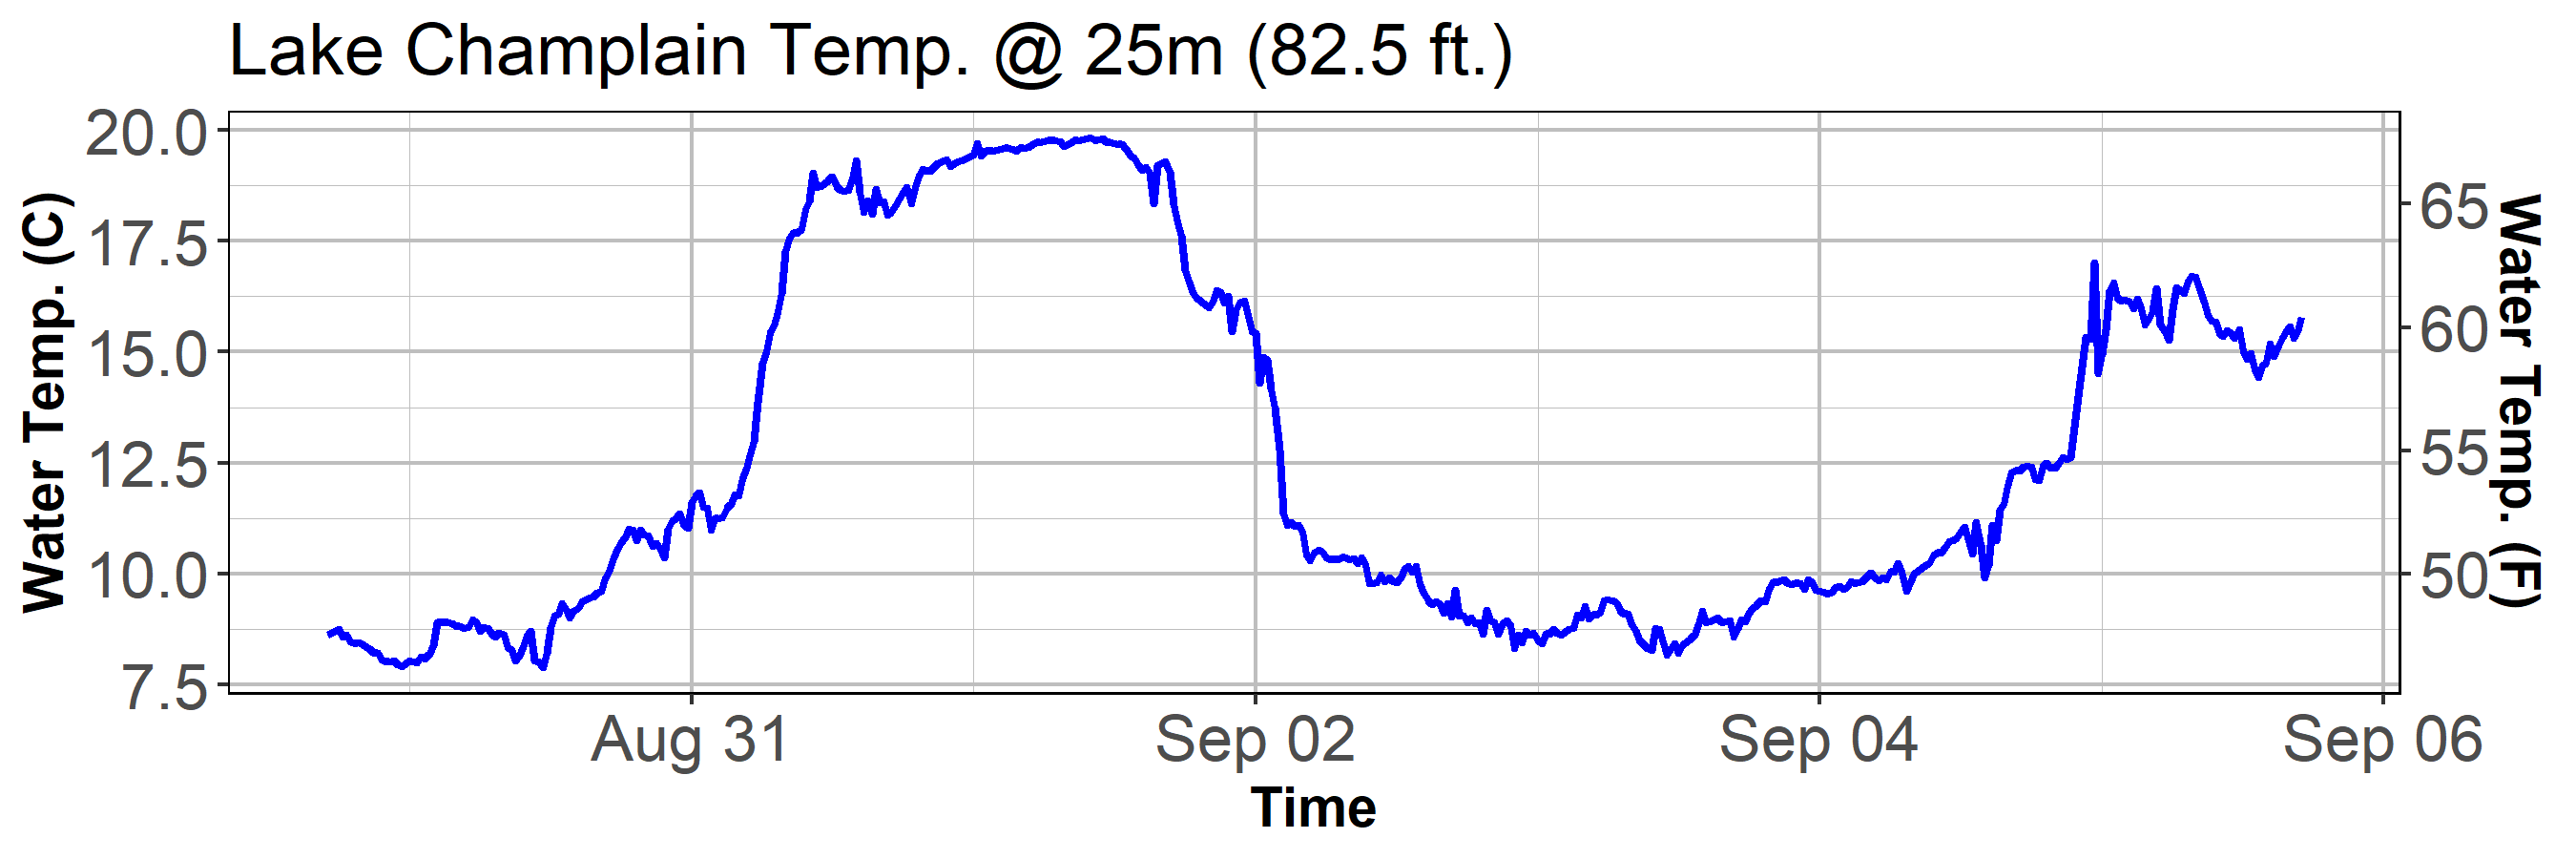 Lake Champlain Temp. @ 25m (82.5 ft.)
Water Temp. (C)
20.0
17.5
15.0
12.5
10.0
7.5
65
60
55
50
Water Temp. (F)
Aug 31
Sep 02
Sep 04
Sep 06
Time